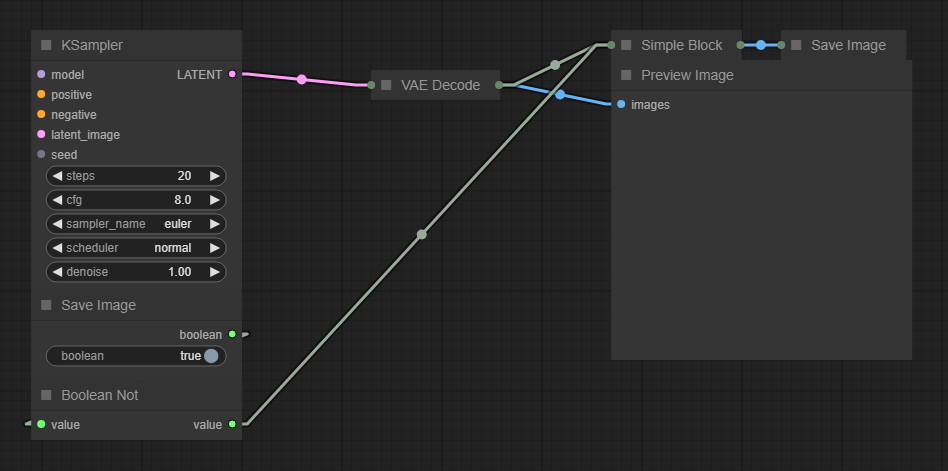 KSampler
model
LATENT
positive
negative
latent_image
seed
steps 20
cfg 8.0
sampler_name euler
scheduler normal
denoise 1.00
Save Image
boolean
boolean true
Boolean Not
value value
VAE Decode
Simple Block
Save Image
Preview Image
images